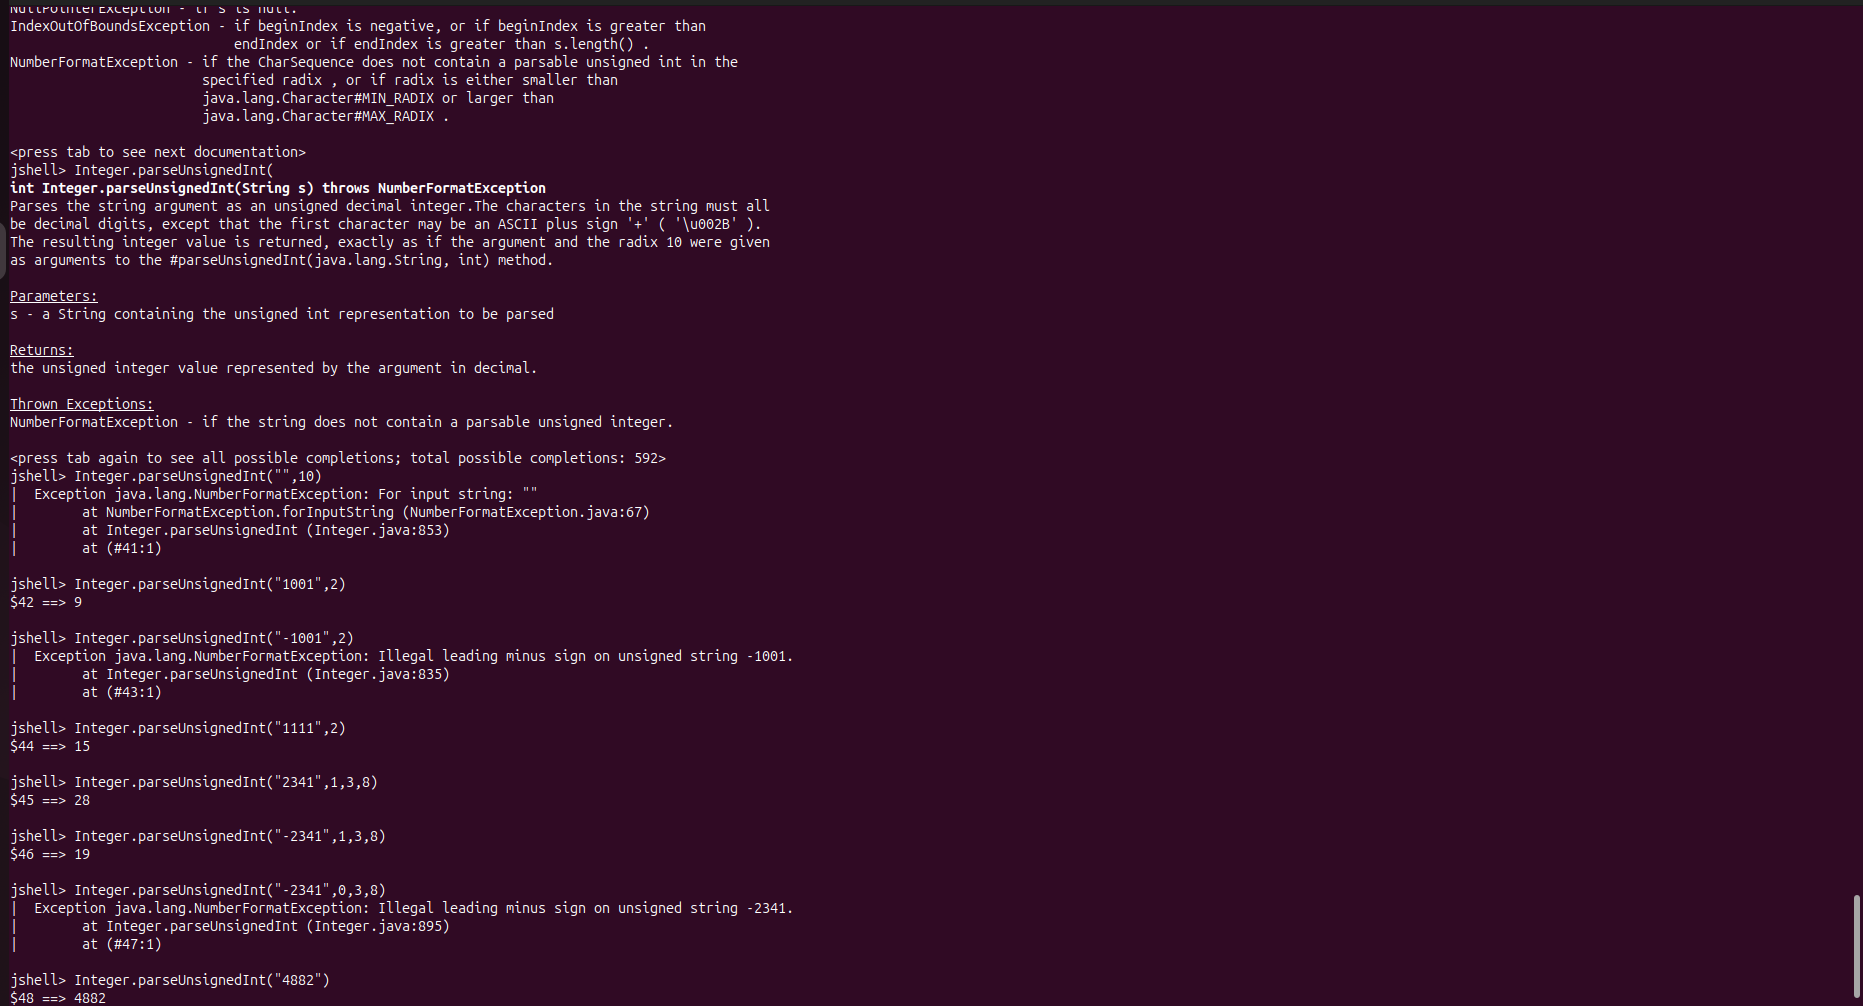 NullPointerException - if s is null.
IndexOutOfBoundsException - if beginIndex is negative, or if beginIndex is greater than
endIndex or if endIndex is greater than s.length() .
NumberFormatException - if the CharSequence does not contain a parsable unsigned int in the
specified radix , or if radix is either smaller than
java.lang.Character#MIN_RADIX or larger than
java.lang.Character#MAX_RADIX .
<press tab to see next documentation>
jshell> Integer.parseUnsignedInt(
int Integer.parseUnsignedInt(String s) throws NumberFormatException
Parses the string argument as an unsigned decimal integer.The characters in the string must all
be decimal digits, except that the first character may be an ASCII plus sign '+' ( '\u002B' ).
The resulting integer value is returned, exactly as if the argument and the radix 10 were given
as arguments to the #parseUnsignedInt(java.lang.String, int) method.
Parameters:
s - a String containing the unsigned int representation to be parsed
Returns:
the unsigned integer value represented by the argument in decimal.
Thrown Exceptions:
NumberFormatException - if the string does not contain a parsable unsigned integer.
<press tab again to see all possible completions; total possible completions: 592>
jshell> Integer.parseUnsignedInt("",10)
|  Exception java.lang.NumberFormatException: For input string: ""
|        at NumberFormatException.forInputString (NumberFormatException.java:67)
|        at Integer.parseUnsignedInt (Integer.java:853)
|        at (#41:1)
jshell> Integer.parseUnsignedInt("1001",2)
$42 ==> 9
jshell> Integer.parseUnsignedInt("-1001",2)
|  Exception java.lang.NumberFormatException: Illegal leading minus sign on unsigned string -1001.
|        at Integer.parseUnsignedInt (Integer.java:835)
|        at (#43:1)
jshell> Integer.parseUnsignedInt("1111",2)
$44 ==> 15
jshell> Integer.parseUnsignedInt("2341",1,3,8)
$45 ==> 28
jshell> Integer.parseUnsignedInt("-2341",1,3,8)
$46 ==> 19
jshell> Integer.parseUnsignedInt("-2341",0,3,8)
|  Exception java.lang.NumberFormatException: Illegal leading minus sign on unsigned string -2341.
|        at Integer.parseUnsignedInt (Integer.java:895)
|        at (#47:1)
jshell> Integer.parseUnsignedInt("4882")
$48 ==> 4882